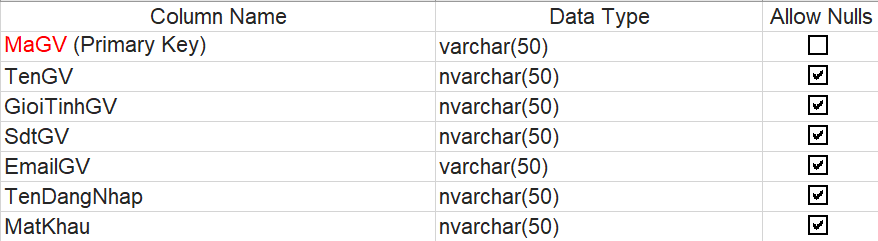 Column Name Data Type Allow Nulls
MaGV (Primary Key) varchar(50)
TenGV nvarchar(50)
GioiTinhGV nvarchar(50)
SdtGV nvarchar(50)
EmailGV varchar(50)
TenDangNhap nvarchar(50)
MatKhau nvarchar(50)